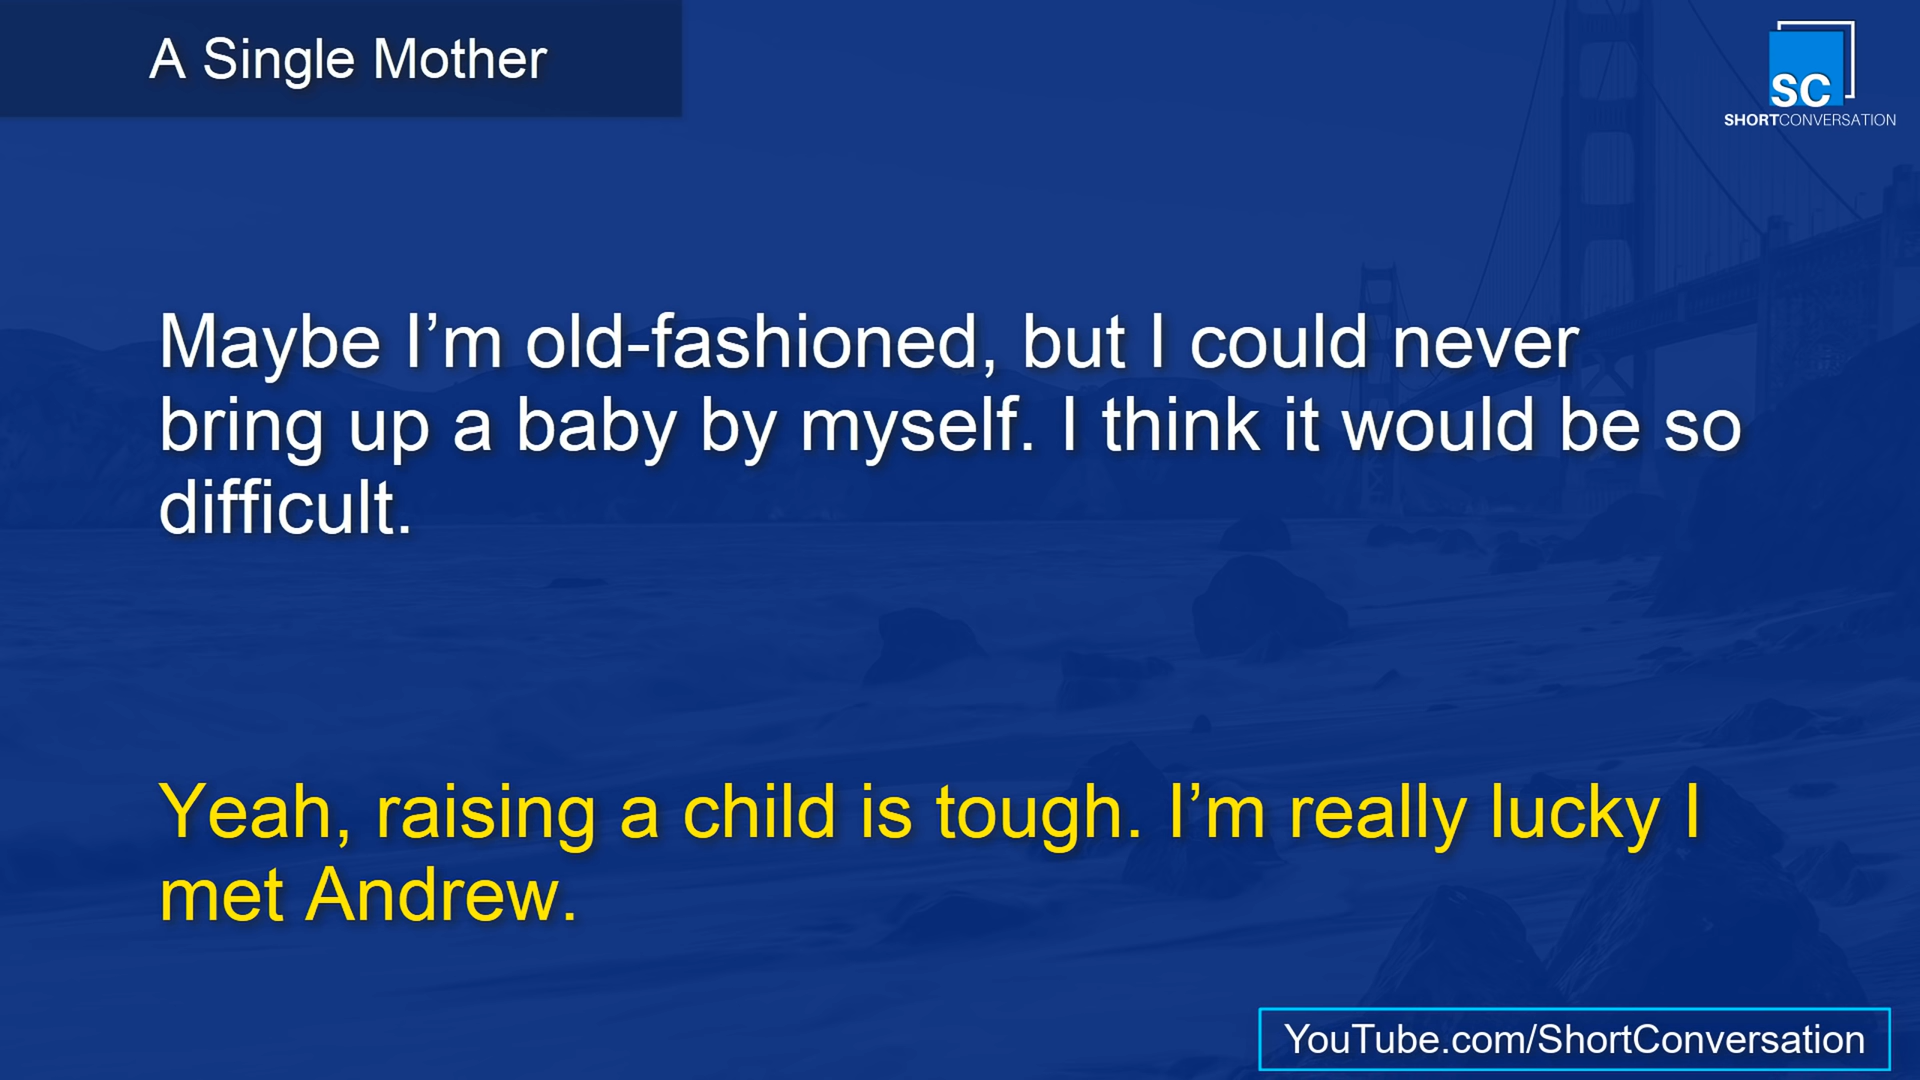 A Single Mother
SC
SHORTCONVERSATION
Maybe I’m old-fashioned, but I could never
bring up a baby by myself. I think it would be so
difficult.
Yeah, raising a child is tough. I’m really lucky I
met Andrew.
YouTube.com/ShortConversation